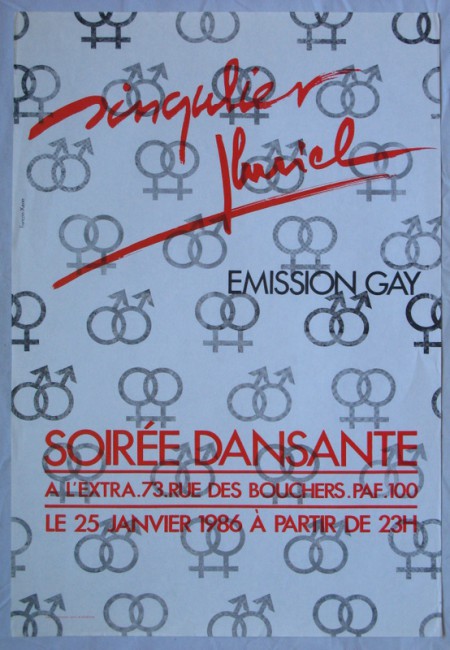 singulier
pluriel
EMISSION GAY
SOIRÉE DANSANTE
A L'EXTRA.73.RUE DES BOUCHERS.PAF.100
LE 25 JANVIER 1986 À PARTIR DE 23H